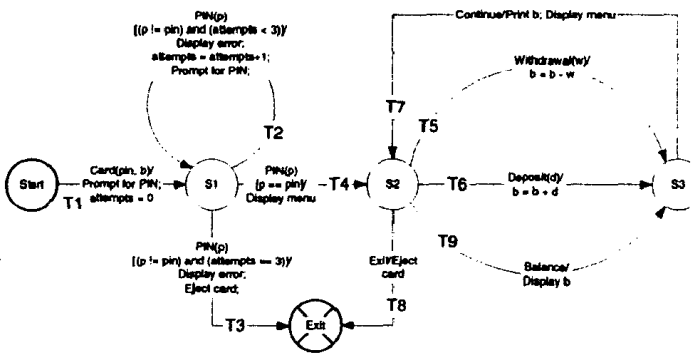 PIN(p)
[(p != pin) and (attempts < 3)]/
Display error;
attempts = attempts+1;
Prompt for PIN;
T2
Continue/Print b; Display menu
Withdrawal(w)/
b = b - w
T7
T5
Start
Card(pin, b)/
Prompt for PIN;
attempts = 0
T1
S1
PIN(p)
[p == pin]/
Display menu
T4
S2
T6
Deposit(d)/
b = b + d
S3
T9
PIN(p)
[(p != pin) and (attempts == 3)]/
Display error;
Eject card;
T3
Exit
Exit/Eject
card
T8
Balance/
Display b